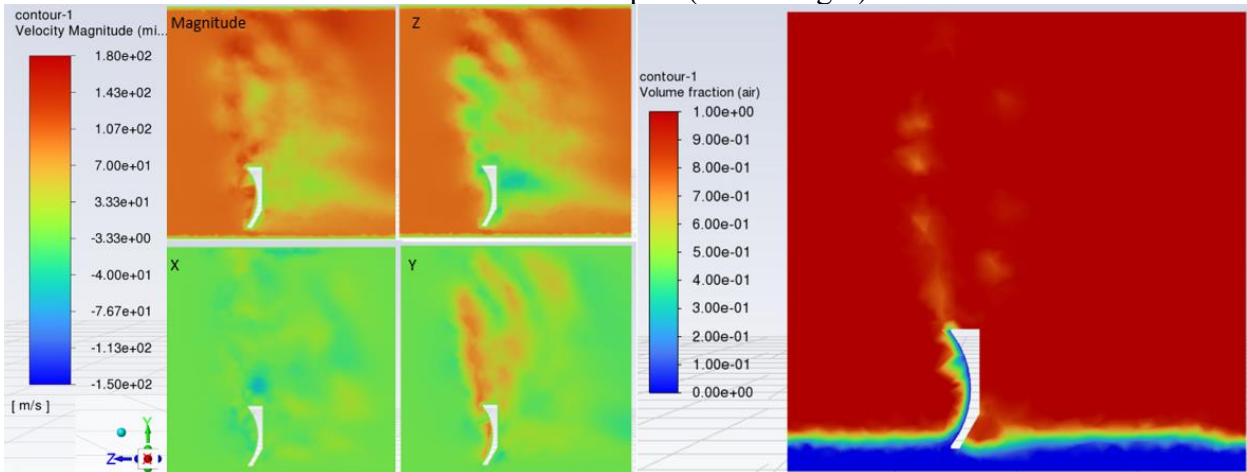 contour-1
Velocity Magnitude (mi...
1.80e+02
1.43e+02
1.07e+02
7.00e+01
3.33e+01
-3.33e+00
-4.00e+01
-7.67e+01
-1.13e+02
-1.50e+02
[ m/s ]
Y
Z
Magnitude
Z
X
Y
contour-1
Volume fraction (air)
1.00e+00
9.00e-01
8.00e-01
7.00e-01
6.00e-01
5.00e-01
4.00e-01
3.00e-01
2.00e-01
1.00e-01
0.00e+00